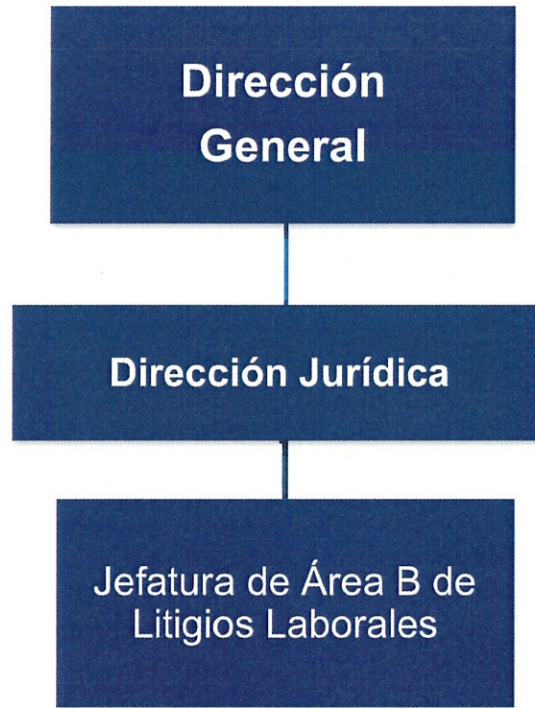 Dirección
General
Dirección Jurídica
Jefatura de Área B de
Litigios Laborales